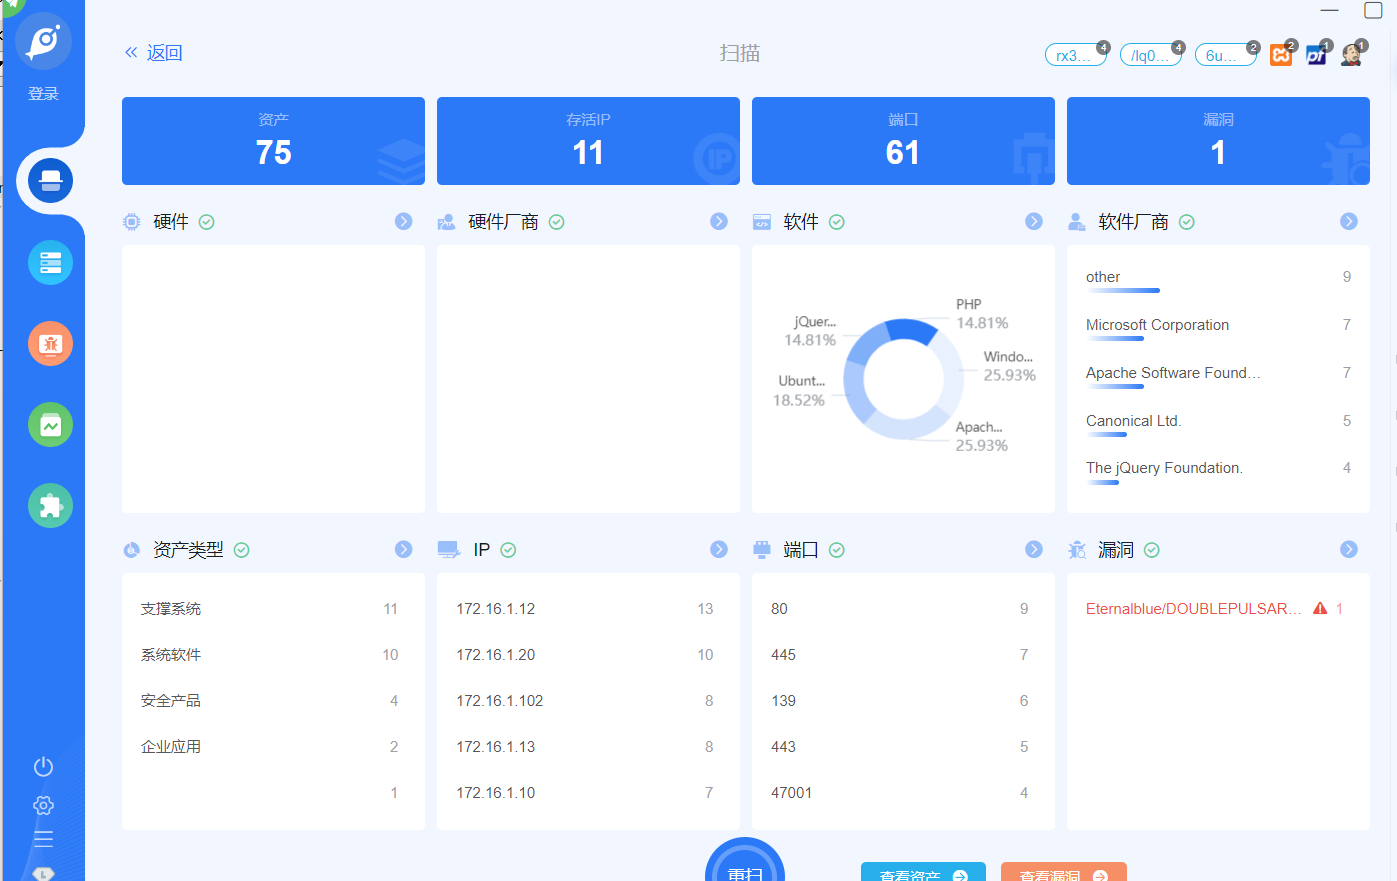 登录
返回
扫描
rx3... 4
/lq0... 4
6u... 2
2
1
1
资产
75
存活IP
11
端口
61
漏洞
1
硬件
硬件厂商
软件
软件厂商
PHP
14.81%
jQuer...
14.81%
Windo...
25.93%
Ubunt...
18.52%
Apach...
25.93%
other 9
Microsoft Corporation 7
Apache Software Found... 7
Canonical Ltd. 5
The jQuery Foundation. 4
资产类型
IP
端口
漏洞
支撑系统 11
系统软件 10
安全产品 4
企业应用 2
1
172.16.1.12 13
172.16.1.20 10
172.16.1.102 8
172.16.1.13 8
172.16.1.10 7
80 9
445 7
139 6
443 5
47001 4
Eternalblue/DOUBLEPULSAR... 1
重扫
查看资产
查看漏洞